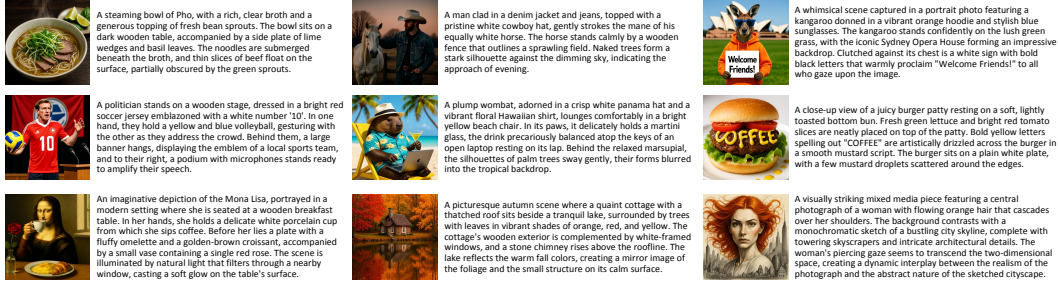 A steaming bowl of Pho, with a rich, clear broth and a
generous topping of fresh bean sprouts. The bowl sits on a
dark wooden table, accompanied by a side plate of lime
wedges and basil leaves. The noodles are submerged
beneath the broth, and thin slices of beef float on the
surface, partially obscured by the green sprouts.
A man clad in a denim jacket and jeans, topped with a
pristine white cowboy hat, gently strokes the mane of his
equally white horse. The horse stands calmly by a wooden
fence that outlines a sprawling field. Naked trees form a
stark silhouette against the dimming sky, indicating the
approach of evening.
Welcome
Friends!
A whimsical scene captured in a portrait photo featuring a
kangaroo donned in a vibrant orange hoodie and stylish blue
sunglasses. The kangaroo stands confidently on the lush green
grass, with the iconic Sydney Opera House forming an impressive
backdrop. Clutched against its chest is a white sign with bold
black letters that warmly proclaim "Welcome Friends!" to all
who gaze upon the image.
10
A politician stands on a wooden stage, dressed in a bright red
soccer jersey emblazoned with a white number '10'. In one
hand, they hold a yellow and blue volleyball, gesturing with
the other as they address the crowd. Behind them, a large
banner hangs, displaying the emblem of a local sports team,
and to their right, a podium with microphones stands ready
to amplify their speech.
A plump wombat, adorned in a crisp white panama hat and a
vibrant floral Hawaiian shirt, lounges comfortably in a bright
yellow beach chair. In its paws, it delicately holds a martini
glass, the drink precariously balanced atop the keys of an
open laptop resting on its lap. Behind the relaxed marsupial,
the silhouettes of palm trees sway gently, their forms blurred
into the tropical backdrop.
COFFEE
A close-up view of a juicy burger patty resting on a soft, lightly
toasted bottom bun. Fresh green lettuce and bright red tomato
slices are neatly placed on top of the patty. Bold yellow letters
spelling out "COFFEE" are artistically drizzled across the burger in
a smooth mustard script. The burger sits on a plain white plate,
with a few mustard droplets scattered around the edges.
An imaginative depiction of the Mona Lisa, portrayed in a
modern setting where she is seated at a wooden breakfast
table. In her hands, she holds a delicate white porcelain cup
from which she sips coffee. Before her lies a plate with a
fluffy omelette and a golden-brown croissant, accompanied
by a small vase containing a single red rose. The scene is
illuminated by natural light that filters through a nearby
window, casting a soft glow on the table's surface.
A picturesque autumn scene where a quaint cottage with a
thatched roof sits beside a tranquil lake, surrounded by trees
with leaves in vibrant shades of orange, red, and yellow. The
cottage's wooden exterior is complemented by white-framed
windows, and a stone chimney rises above the roofline. The
lake reflects the warm fall colors, creating a mirror image of
the foliage and the small structure on its calm surface.
A visually striking mixed media piece featuring a central
photograph of a woman with flowing orange hair that cascades
over her shoulders. The background contrasts with a
monochromatic sketch of a bustling city skyline, complete with
towering skyscrapers and intricate architectural details. The
woman's piercing gaze seems to transcend the two-dimensional
space, creating a dynamic interplay between the realism of the
photograph and the abstract nature of the sketched cityscape.